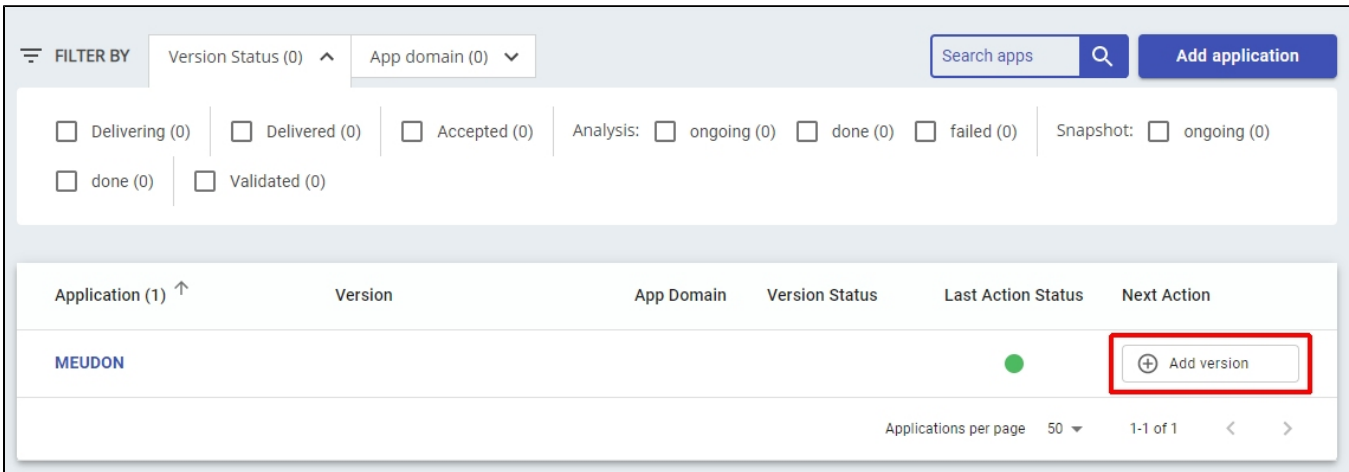 FILTER BY Version Status (0) App domain (0) Search apps Add application
Delivering (0) Delivered (0) Accepted (0) Analysis: ongoing (0) done (0) failed (0) Snapshot: ongoing (0)
done (0) Validated (0)
Application (1) Version App Domain Version Status Last Action Status Next Action
MEUDON Add version
Applications per page 50 1-1 of 1